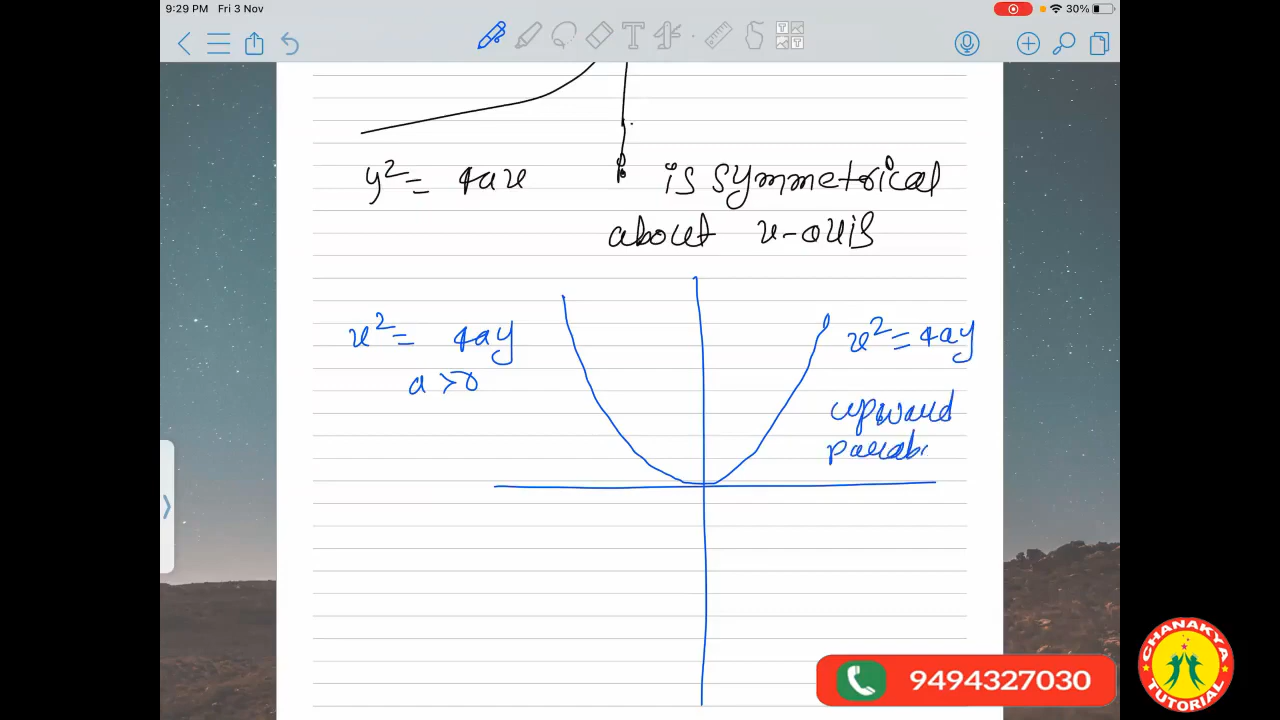 9:29 PM Fri 3 Nov
30%
y² = 4ax is symmetrical
about x-axis
x² = 4ay
a > 0
x² = 4ay
upward
parab
9494327030
CHANAKYA
TUTORIAL